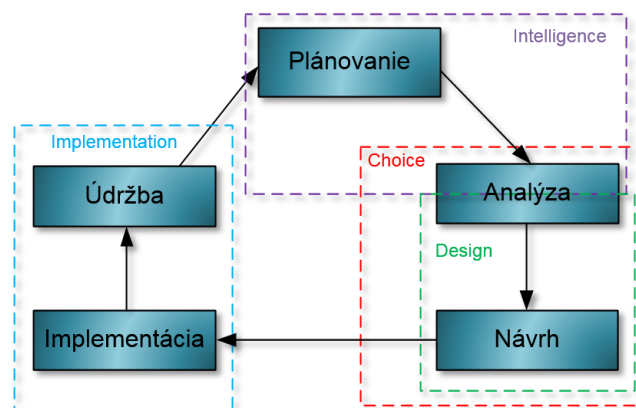 Intelligence
Plánovanie
Implementation
Choice
Údržba
Analýza
Design
Implementácia
Návrh